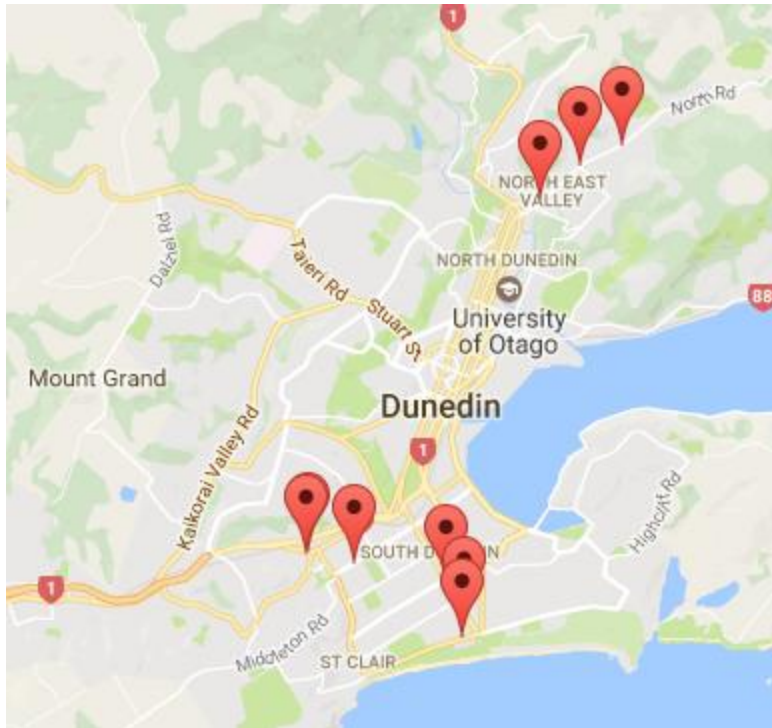 1
North Rd
NORTH EAST
VALLEY
Dalziel Rd
NORTH DUNEDIN
Taieri Rd
Stuart St
88
University
of Otago
Mount Grand
Dunedin
Kaikorai Valley Rd
1
Highcliff Rd
SOUTH DUNEDIN
1
Middleton Rd
ST CLAIR